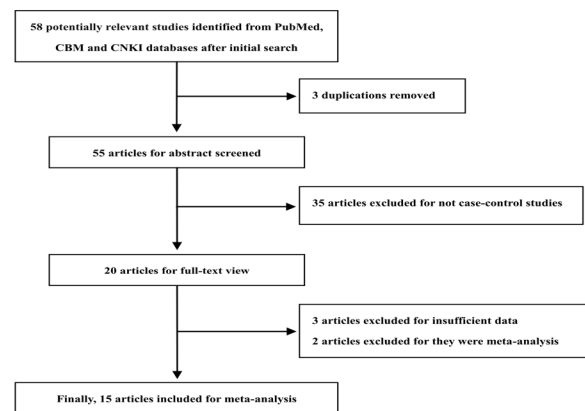 58 potentially relevant studies identified from PubMed,
CBM and CNKI databases after initial search
3 duplications removed
55 articles for abstract screened
35 articles excluded for not case-control studies
20 articles for full-text view
3 articles excluded for insufficient data
2 articles excluded for they were meta-analysis
Finally, 15 articles included for meta-analysis